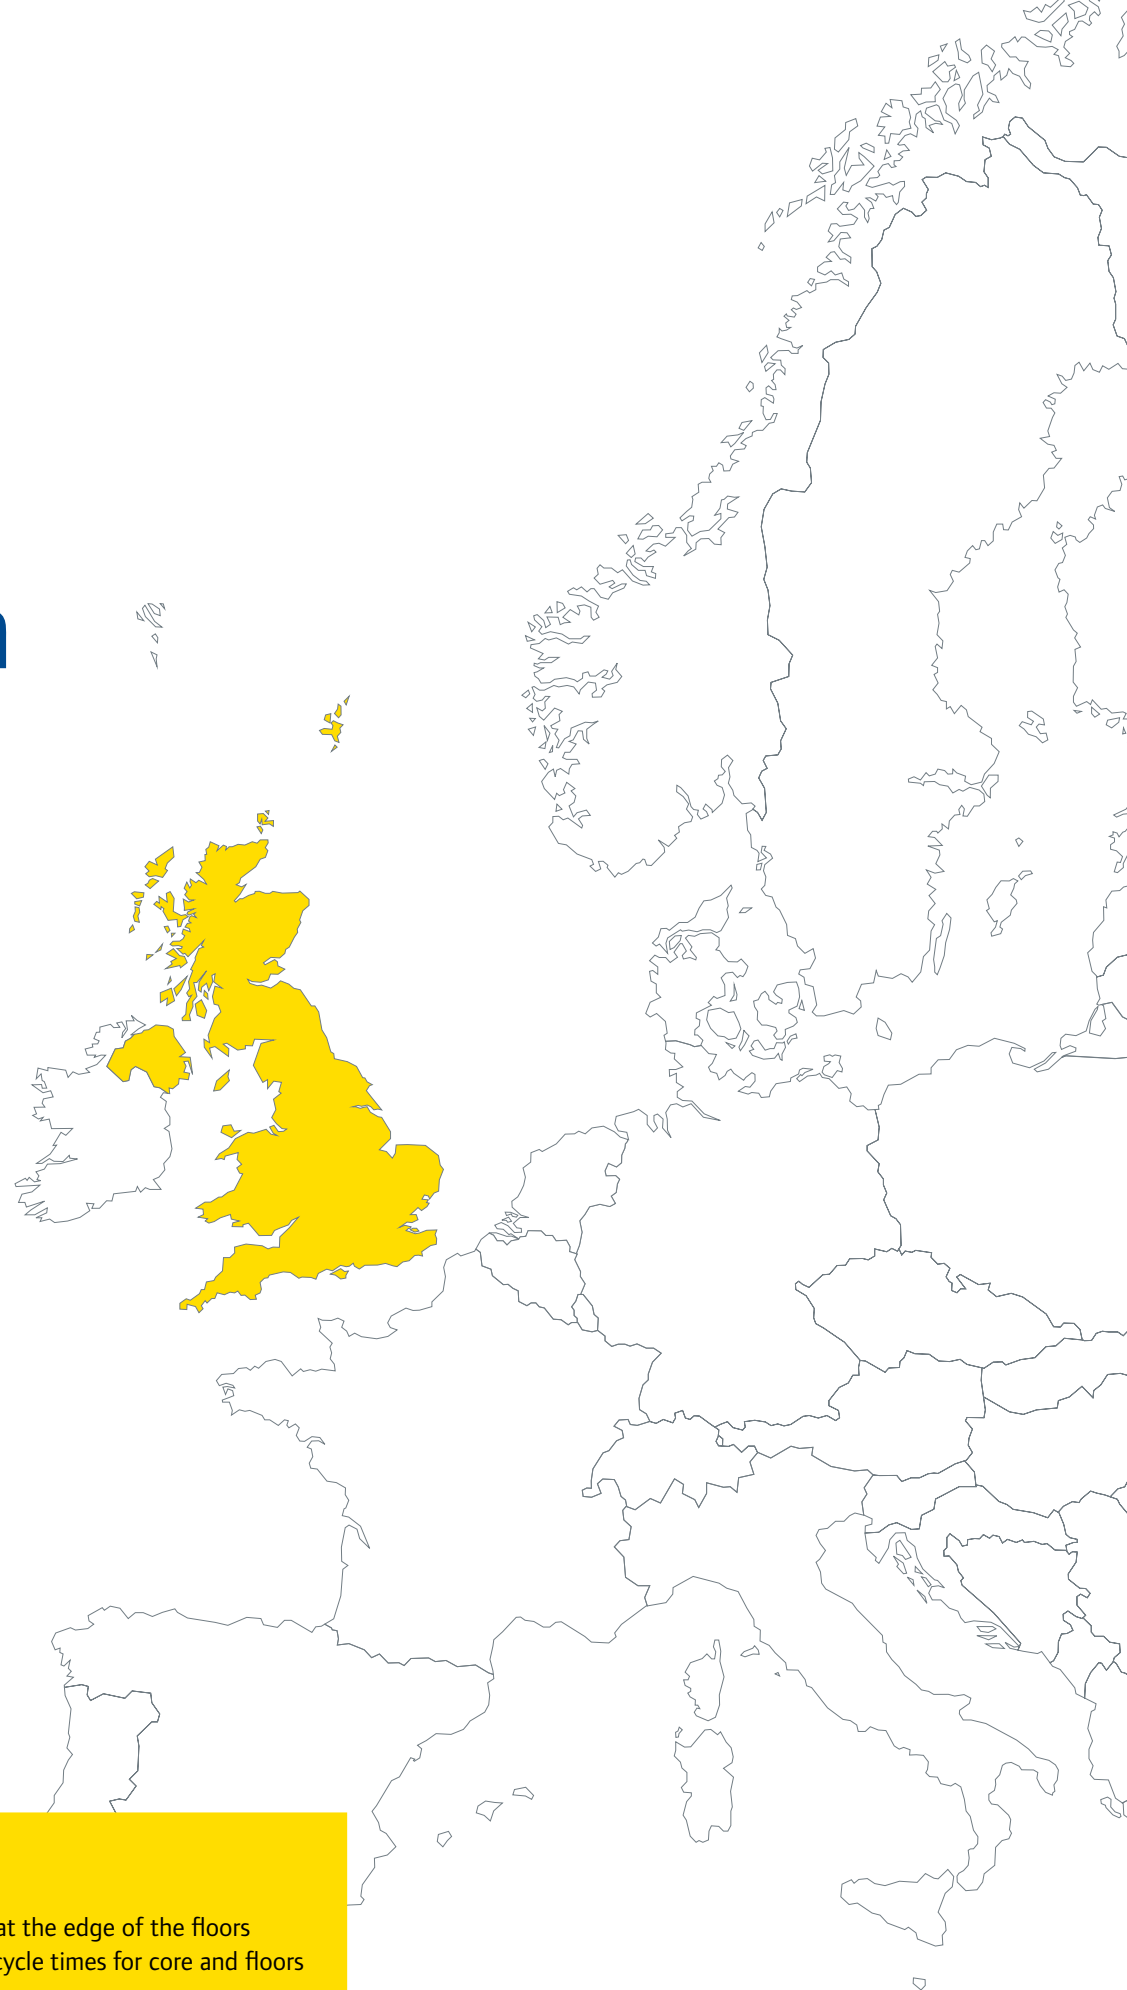 at the edge of the floors
cycle times for core and floors